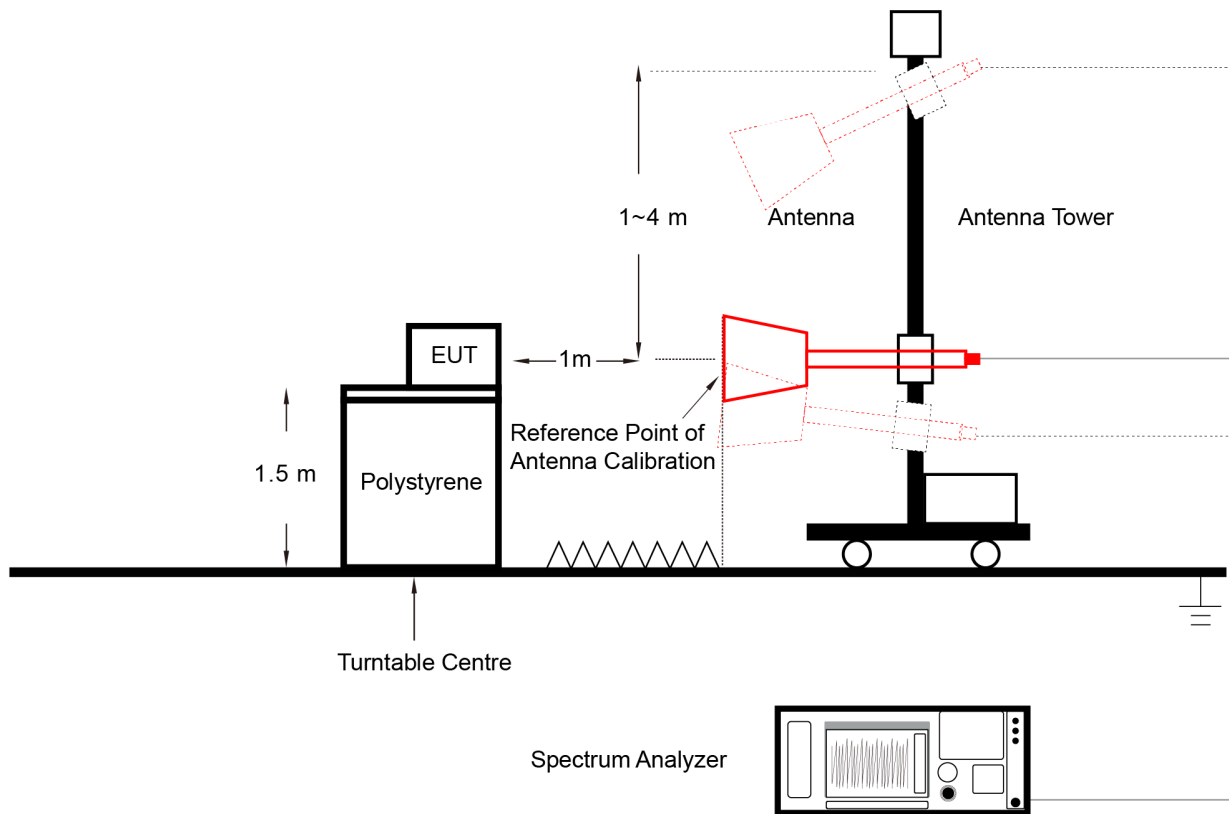 1~4 m
Antenna
Antenna Tower
EUT
1m
Reference Point of
Antenna Calibration
1.5 m
Polystyrene
Turntable Centre
Spectrum Analyzer